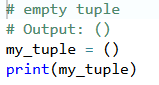 # empty tuple
# Output: ()
my_tuple = ()
print(my_tuple)